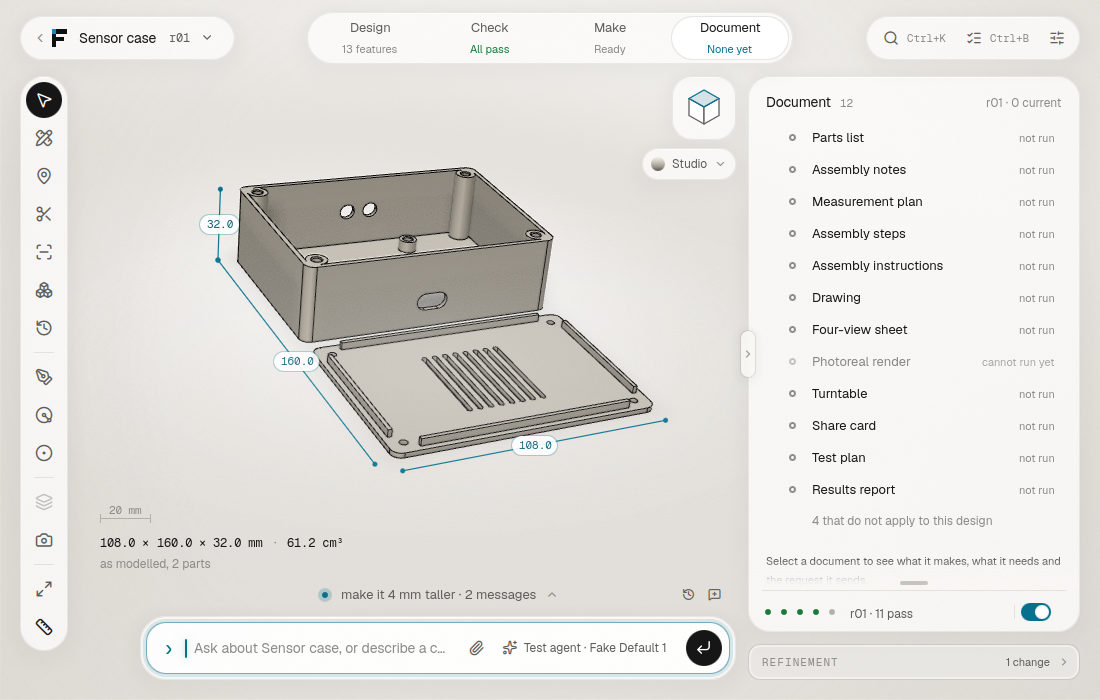 Sensor case r01
Design
13 features
Check
All pass
Make
Ready
Document
None yet
Ctrl+K
Ctrl+B
Studio
32.0
160.0
108.0
20 mm
108.0 × 160.0 × 32.0 mm · 61.2 cm³
as modelled, 2 parts
make it 4 mm taller · 2 messages
Ask about Sensor case, or describe a c...
Test agent · Fake Default 1
Document 12
r01 · 0 current
Parts list not run
Assembly notes not run
Measurement plan not run
Assembly steps not run
Assembly instructions not run
Drawing not run
Four-view sheet not run
Photoreal render cannot run yet
Turntable not run
Share card not run
Test plan not run
Results report not run
4 that do not apply to this design
Select a document to see what it makes, what it needs and
the request it sends.
r01 · 11 pass
REFINEMENT
1 change